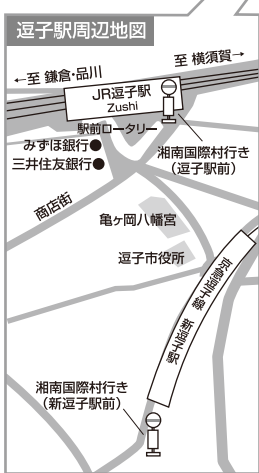 逗子駅周辺地図
←至 鎌倉・品川
至 横須賀→
JR逗子駅
Zushi
駅前ロータリー
みずほ銀行●
三井住友銀行●
湘南国際村行き
(逗子駅前)
商店街
亀ヶ岡八幡宮
逗子市役所
京急逗子線 新逗子駅
湘南国際村行き
(新逗子駅前)